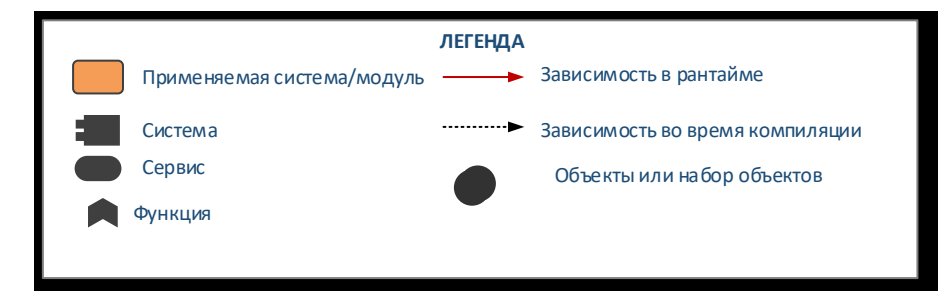 ЛЕГЕНДА
Применяемая система/модуль
Зависимость в рантайме
Система
Зависимость во время компиляции
Сервис
Объекты или набор объектов
Функция